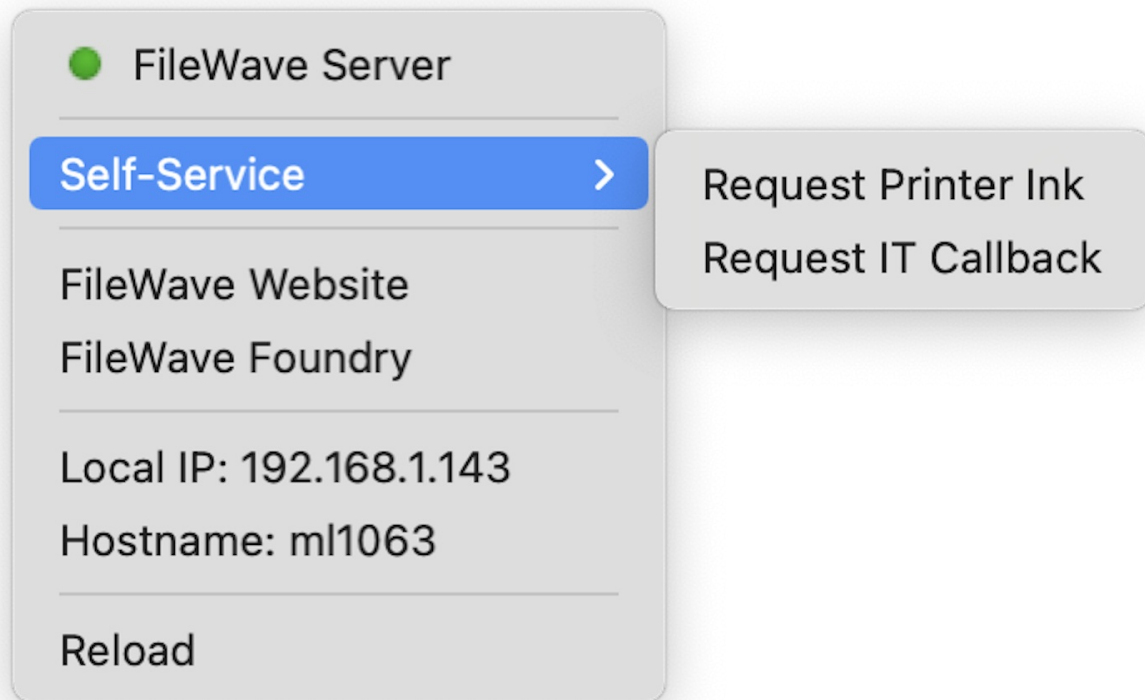 FileWave Server
Self-Service
Request Printer Ink
Request IT Callback
FileWave Website
FileWave Foundry
Local IP: 192.168.1.143
Hostname: ml1063
Reload